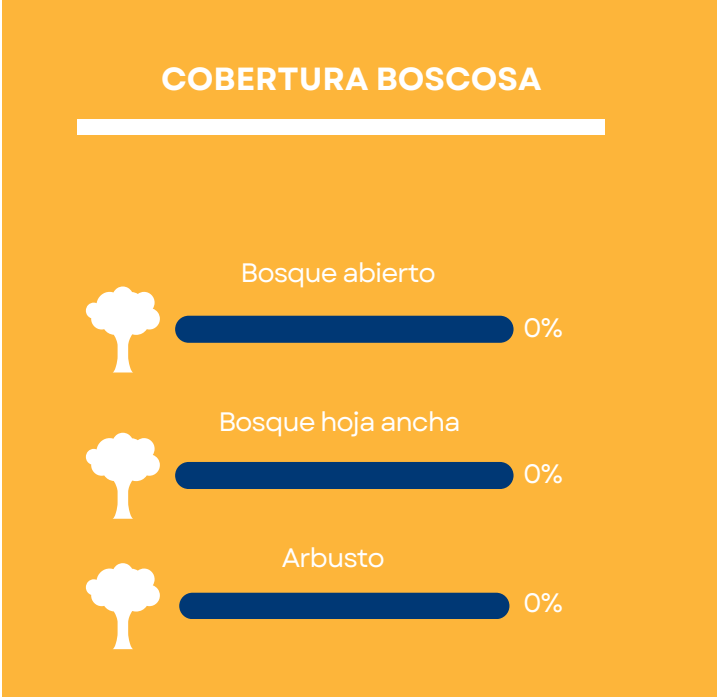 COBERTURA BOSCOSA
Bosque abierto
0%
Bosque hoja ancha
0%
Arbusto
0%